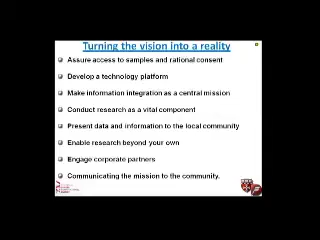 Turning the vision into a reality
Assure access to samples and rational consent
Develop a technology platform
Make information integration as a central mission
Conduct research as a vital component
Present data and information to the local community
Enable research beyond your own
Engage corporate partners
Communicating the mission to the community.